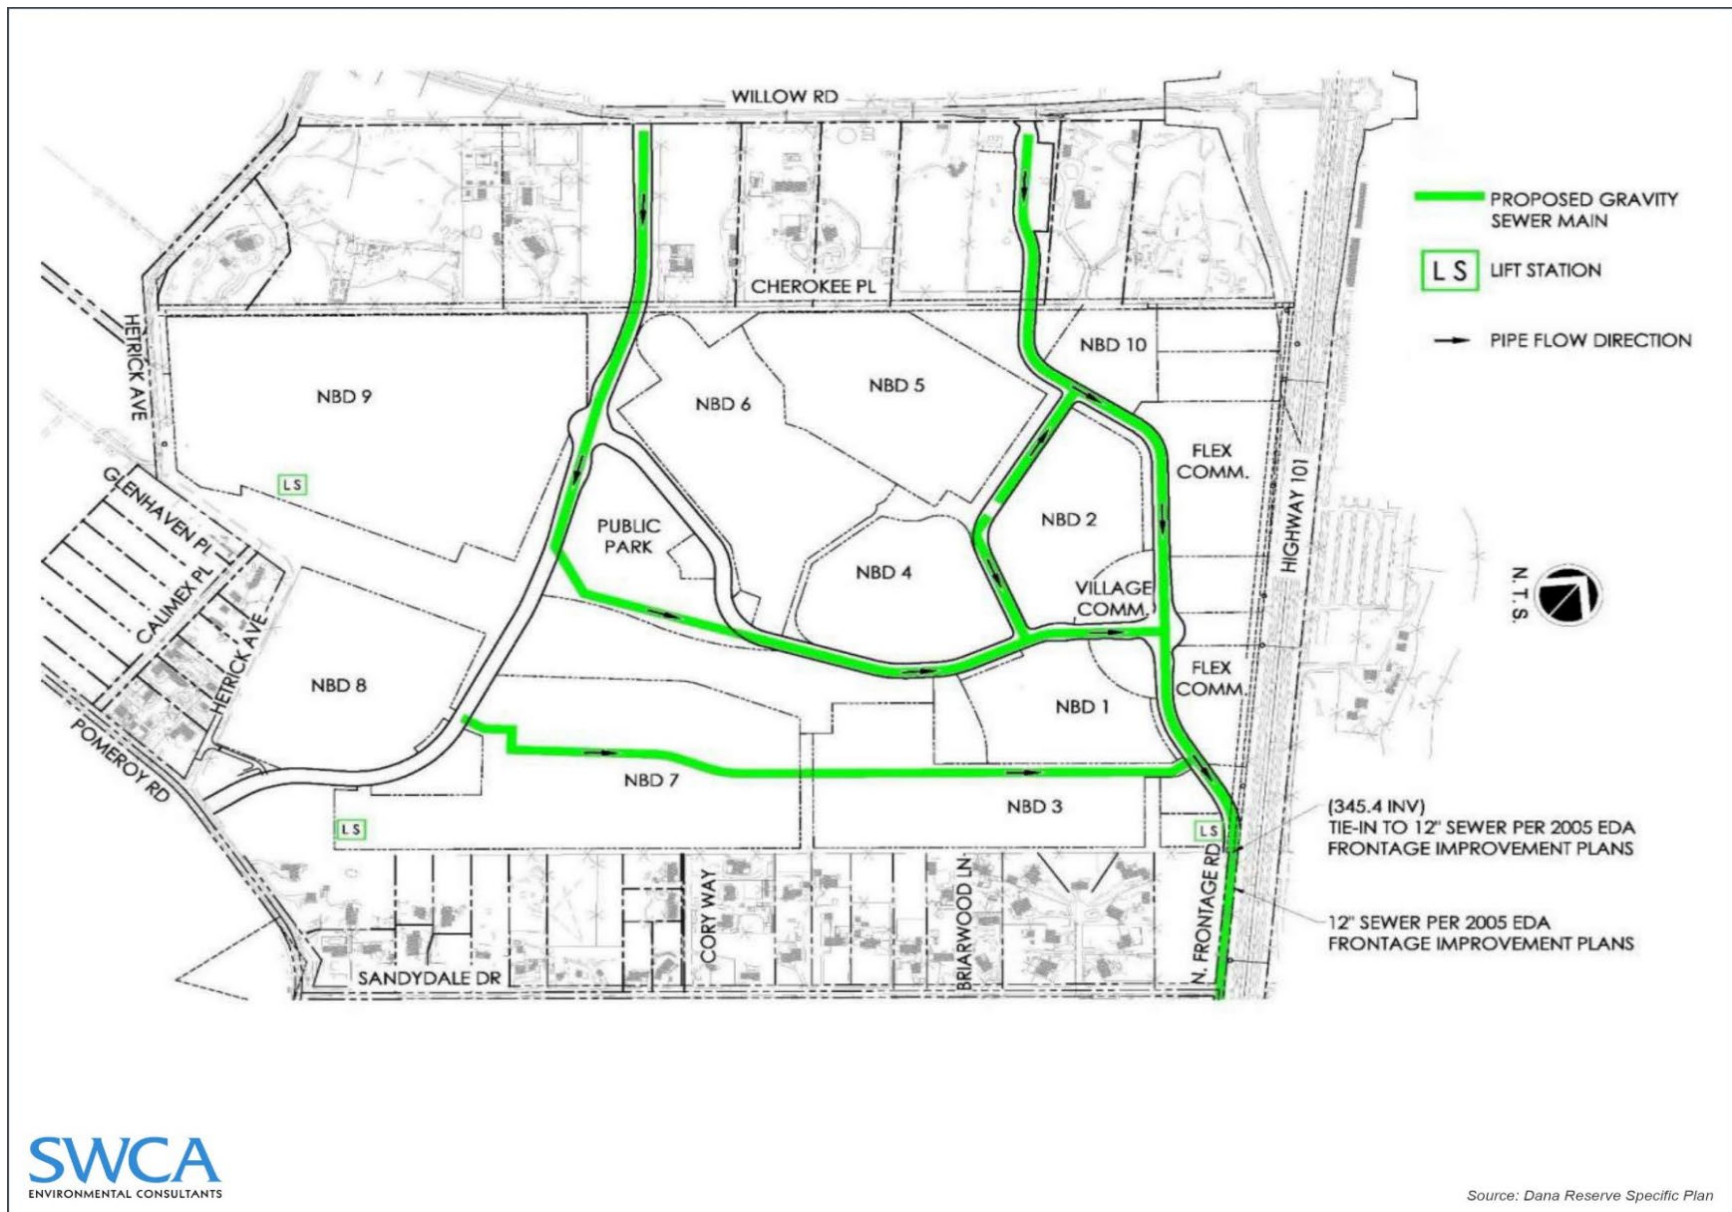 WILLOW RD
PROPOSED GRAVITY
SEWER MAIN
L S
LIFT STATION
PIPE FLOW DIRECTION
CHEROKEE PL
HETRICK AVE
NBD 10
NBD 9
NBD 6
NBD 5
FLEX
COMM.
HIGHWAY 101
L S
GLENHAVEN PL
PUBLIC
PARK
NBD 2
NBD 4
VILLAGE
COMM.
N. T. S.
CALIMEX PL
HETRICK AVE
NBD 8
FLEX
COMM.
NBD 1
POMEROY RD
NBD 7
NBD 3
L S
L S
(345.4 INV)
TIE-IN TO 12" SEWER PER 2005 EDA
FRONTAGE IMPROVEMENT PLANS
CORY WAY
BRIARWOOD LN
N. FRONTAGE RD
12" SEWER PER 2005 EDA
FRONTAGE IMPROVEMENT PLANS
SANDYDALE DR
SWCA
ENVIRONMENTAL CONSULTANTS
Source: Dana Reserve Specific Plan